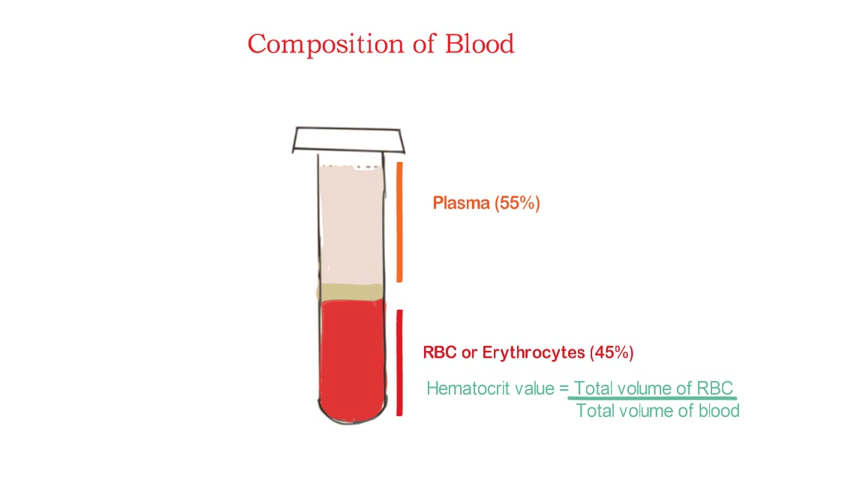 Composition of Blood
Plasma (55%)
RBC or Erythrocytes (45%)
Hematocrit value = Total volume of RBC
Total volume of blood